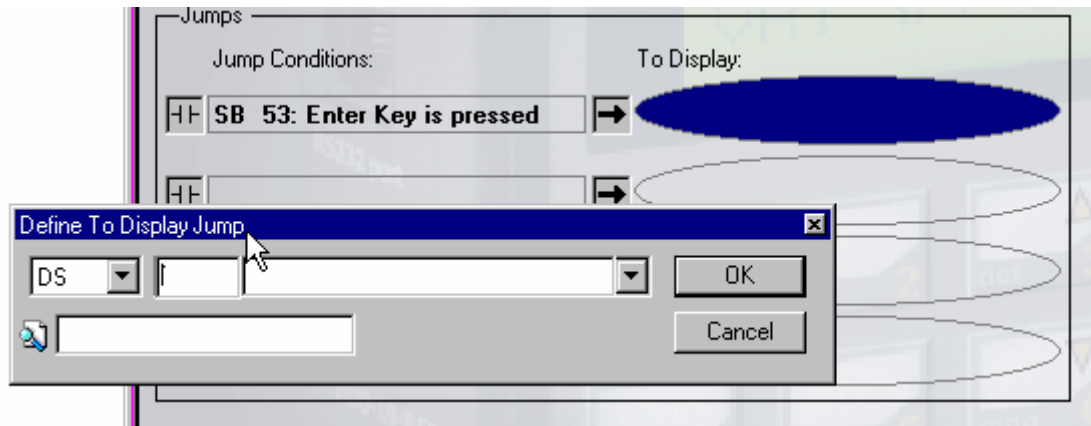 Jumps
Jump Conditions:
To Display:
SB 53: Enter Key is pressed
Define To Display Jump
DS
OK
Cancel